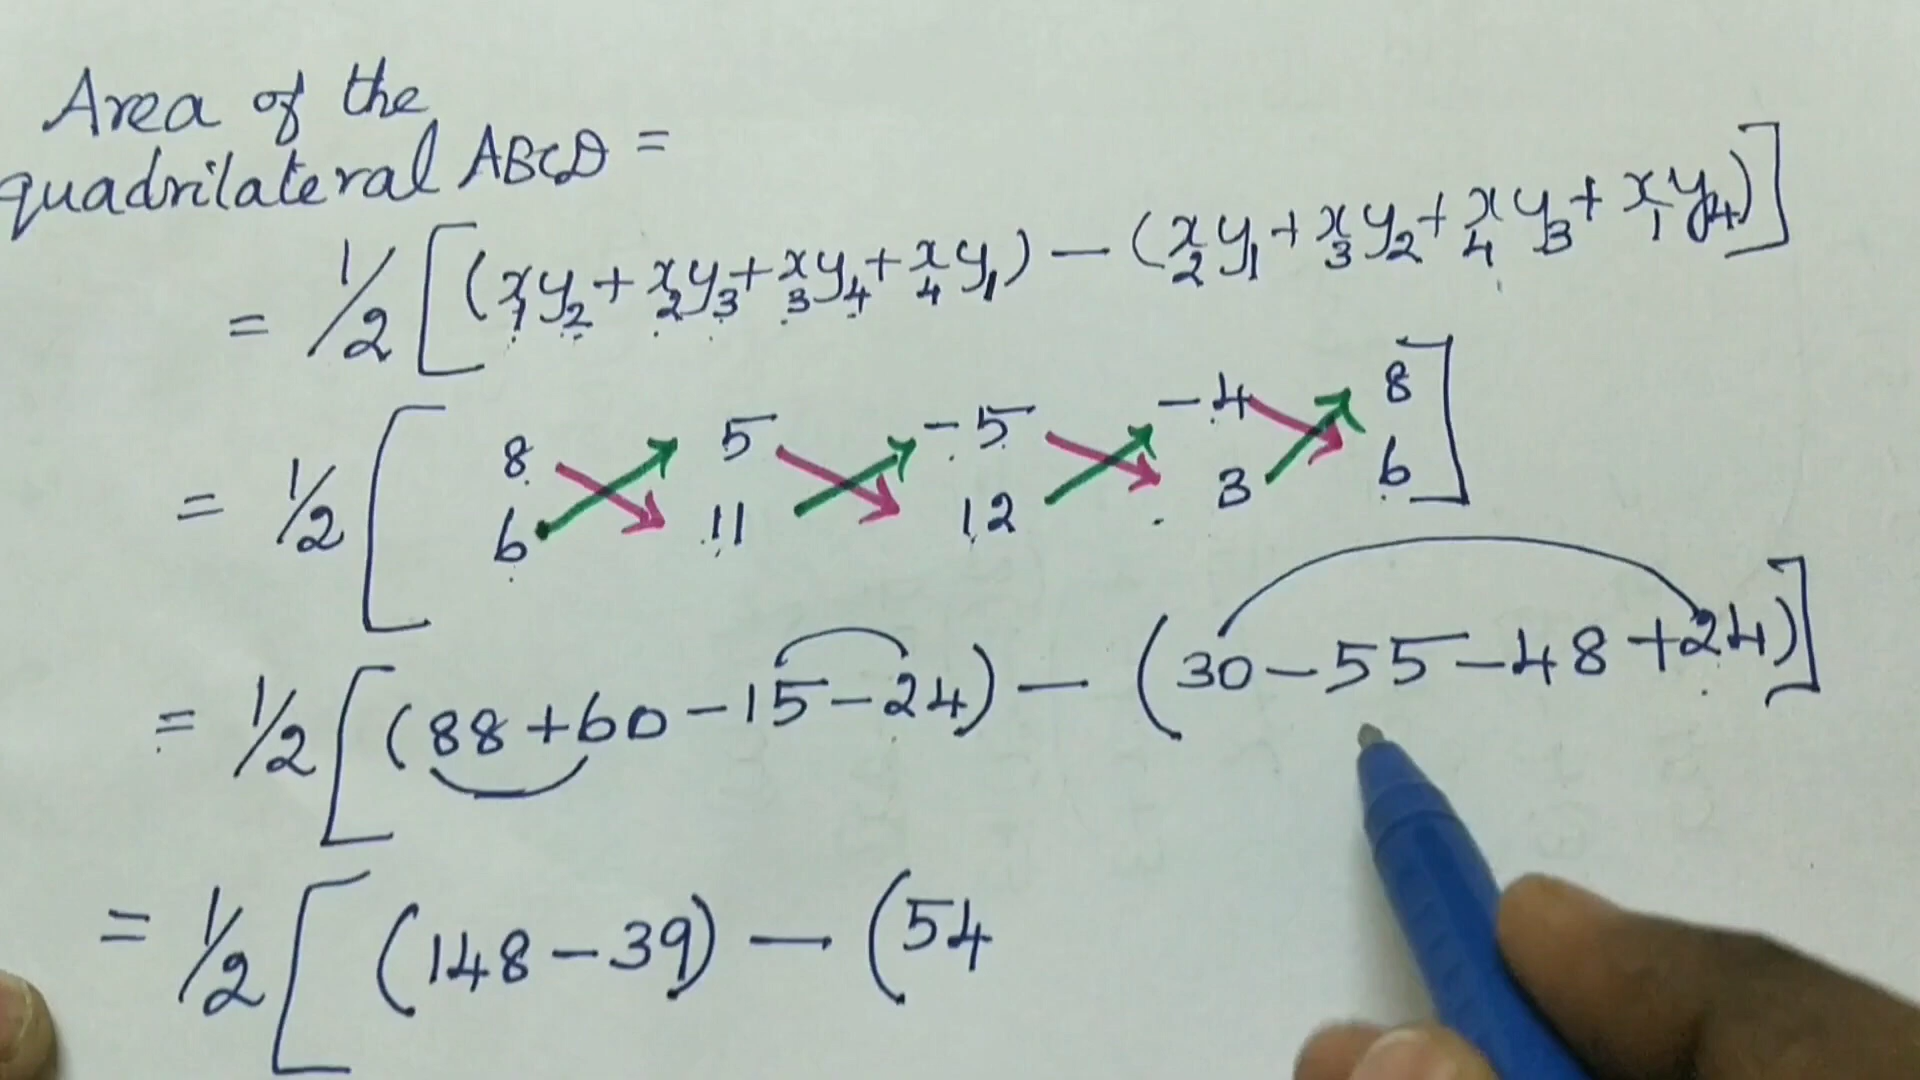 Area of the
quadrilateral ABCD =
= 1/2 [(x₁y₂ + x₂y₃ + x₃y₄ + x₄y₁) — (x₂y₁ + x₃y₂ + x₄y₃ + x₁y₄)]
= 1/2 [ 8 5 -5 -4 8
6 11 12 3 6 ]
= 1/2 [(88 + 60 - 15 - 24) — (30 - 55 - 48 + 24)]
= 1/2 [(148 - 39) — (54